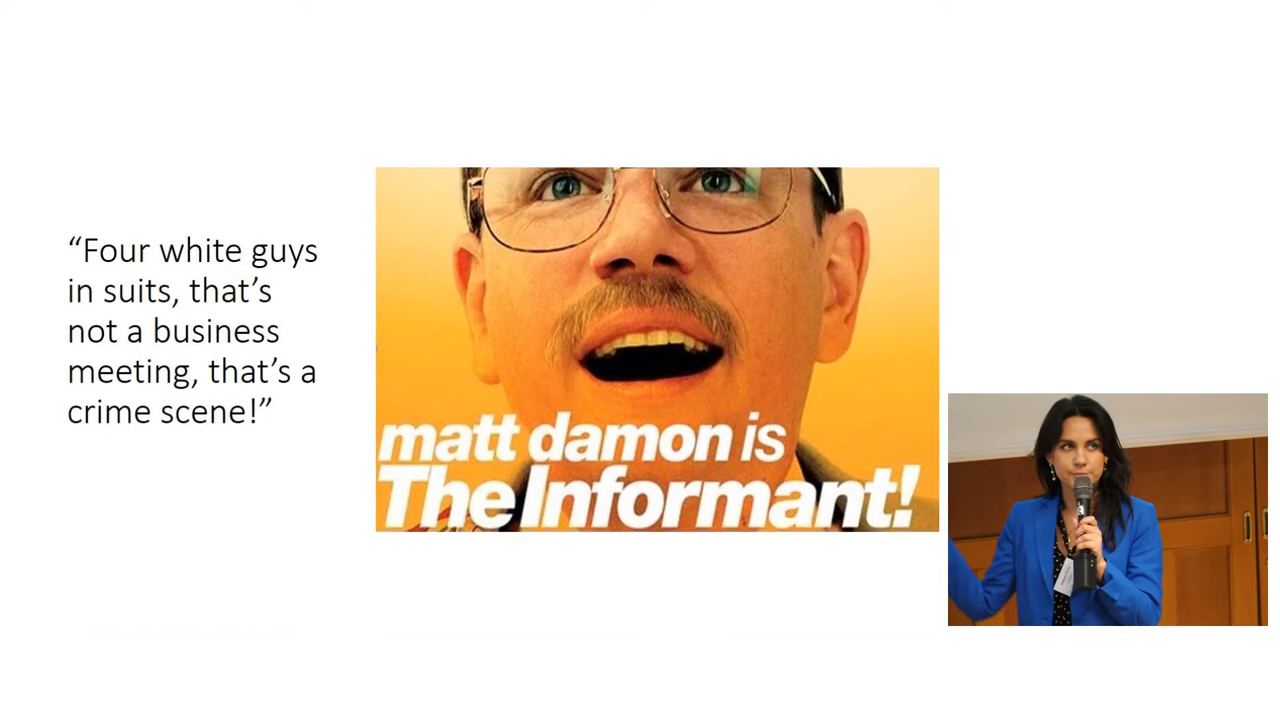 “Four white guys
in suits, that’s
not a business
meeting, that’s a
crime scene!”
matt damon is
The Informant!